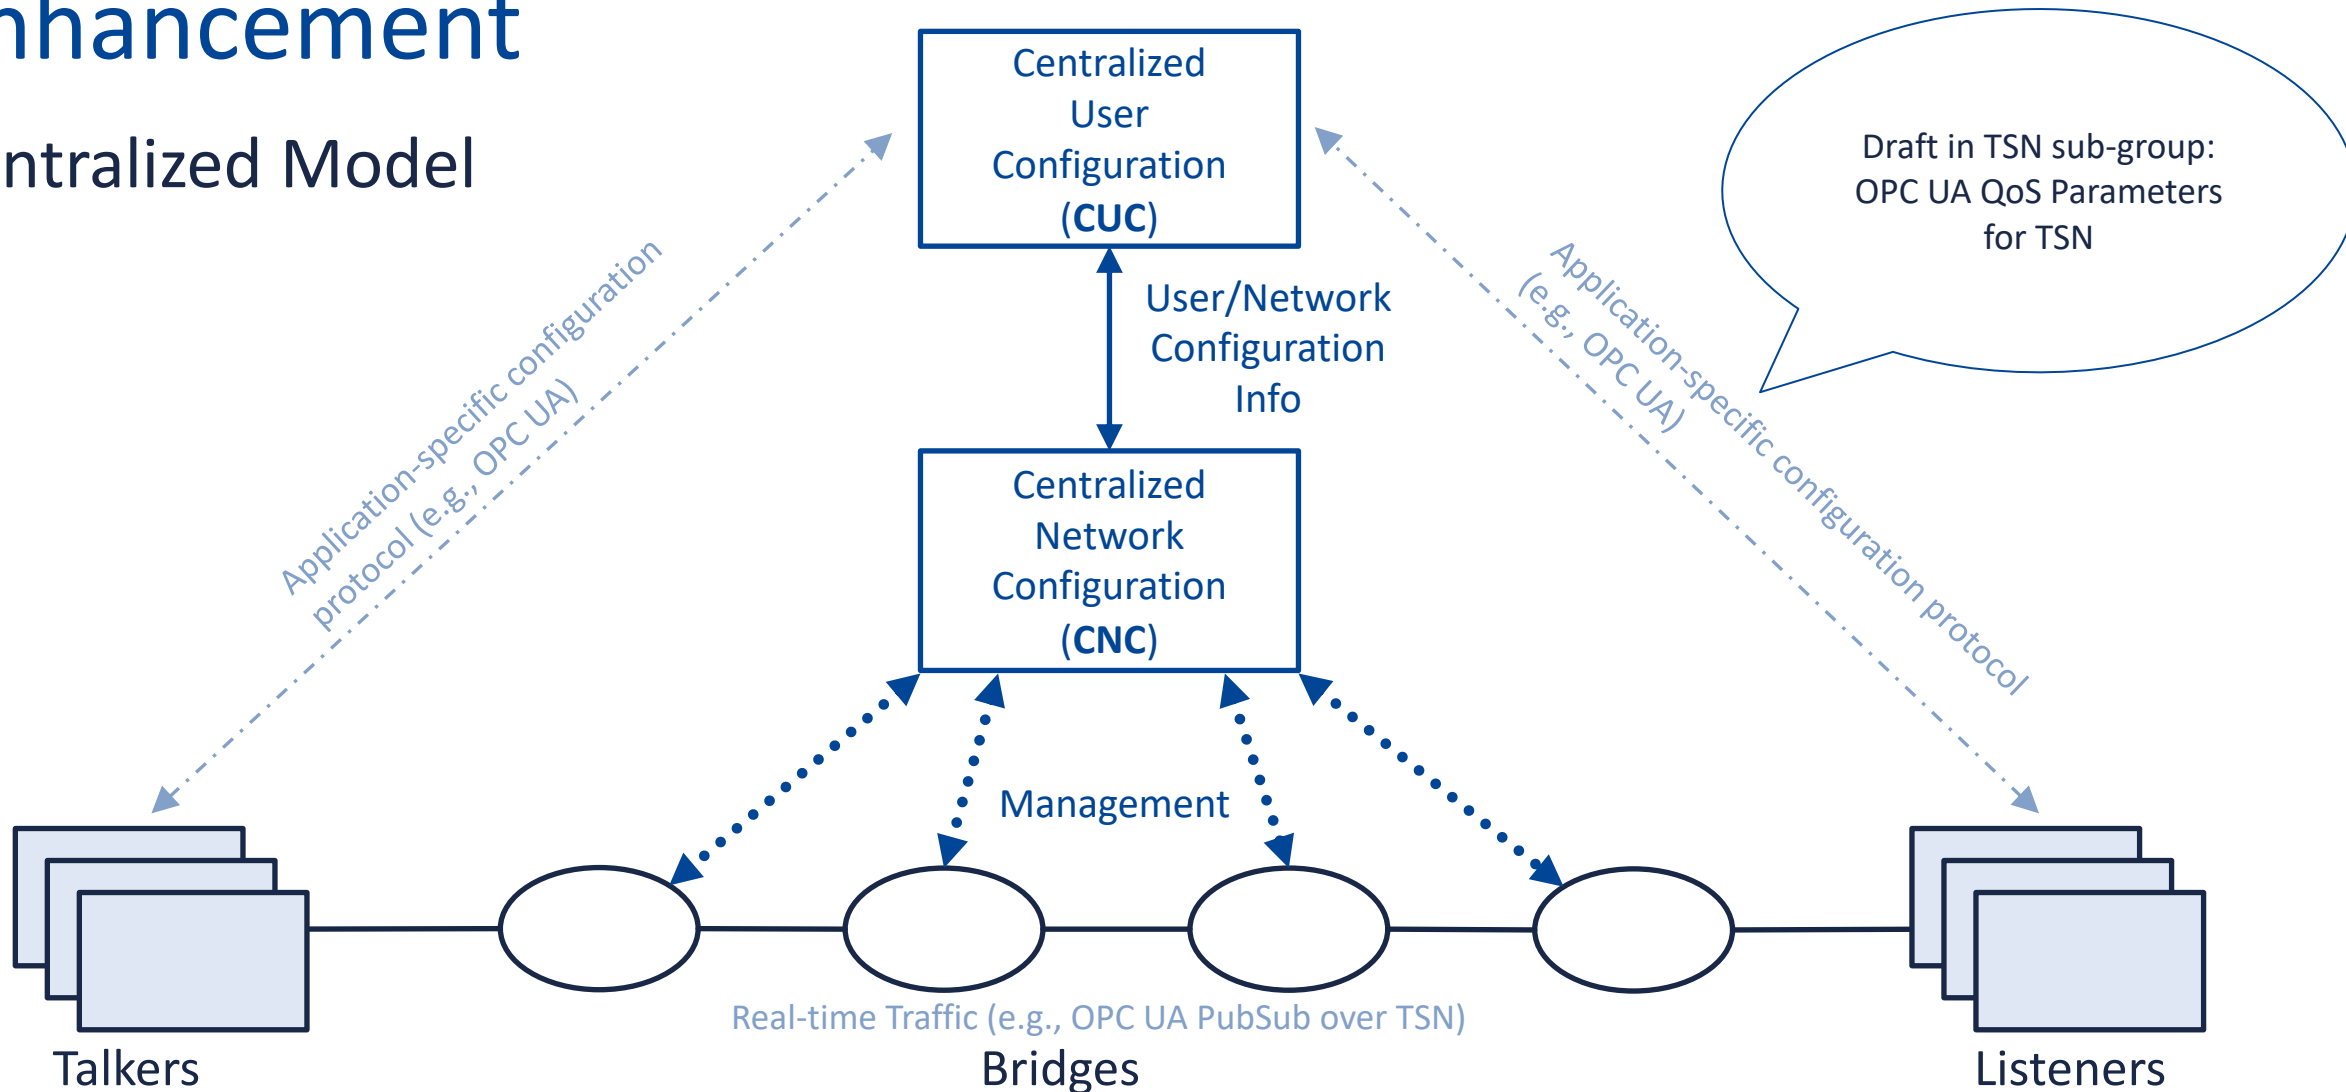 nhancement
ntralized Model
Centralized
User
Configuration
(CUC)
Draft in TSN sub-group:
OPC UA QoS Parameters
for TSN
Application-specific configuration
protocol (e.g., OPC UA)
User/Network
Configuration
Info
Application-specific configuration protocol
(e.g., OPC UA)
Centralized
Network
Configuration
(CNC)
Management
Real-time Traffic (e.g., OPC UA PubSub over TSN)
Talkers
Bridges
Listeners